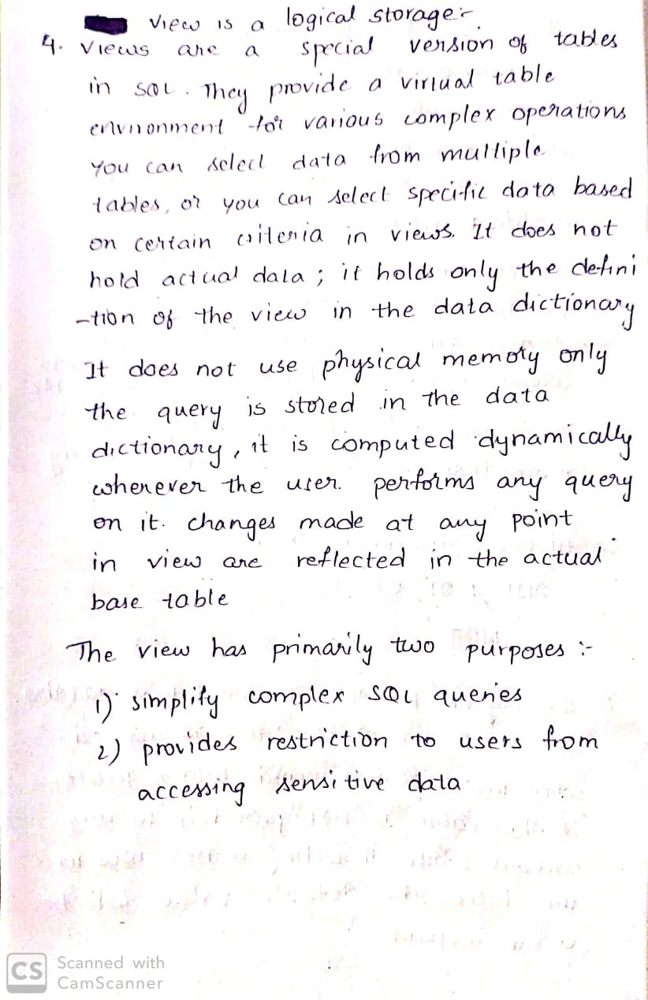 view is a logical storage:-
4. Views are a special version of tables
in SQL. They provide a virtual table
environment for various complex operations
You can select data from multiple
tables, or you can select specific data based
on certain criteria in views. It does not
hold actual data ; it holds only the defini
-tion of the view in the data dictionary
It does not use physical memory only
the query is stored in the data
dictionary, it is computed dynamically
whenever the user. performs any query
on it. changes made at any point
in view are reflected in the actual
base table
The view has primarily two purposes :-
1) simplify complex SQL queries
2) provides restriction to users from
accessing sensitive data
CS Scanned with
CamScanner